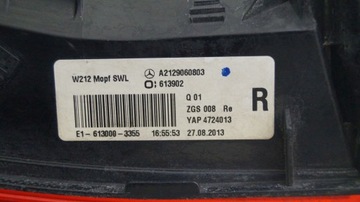 W212 Mopf SWL
A2129060803
613902
Q 01
ZGS 008 Re
YAP 4724013
R
E1-613000-3355 16:55:53 27.08.2013